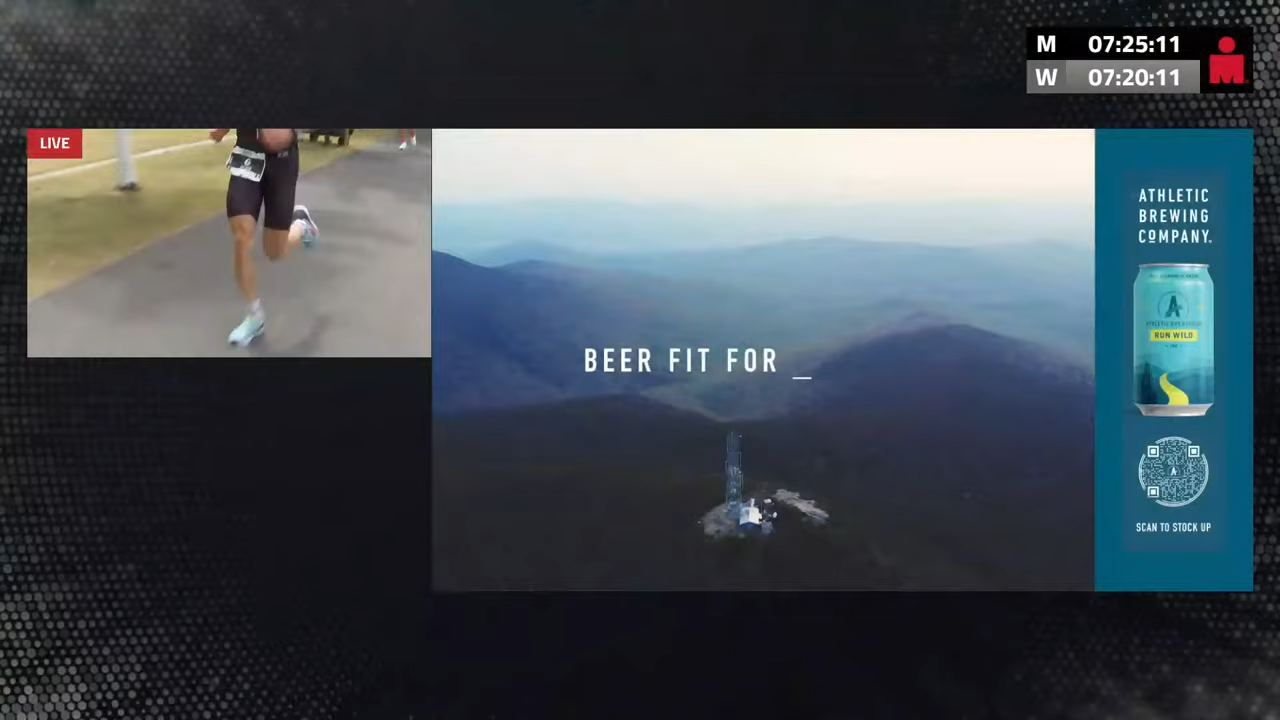 M 07:25:11
W 07:20:11
LIVE
BEER FIT FOR _
ATHLETIC
BREWING
COMPANY.
RUN WILD
SCAN TO STOCK UP